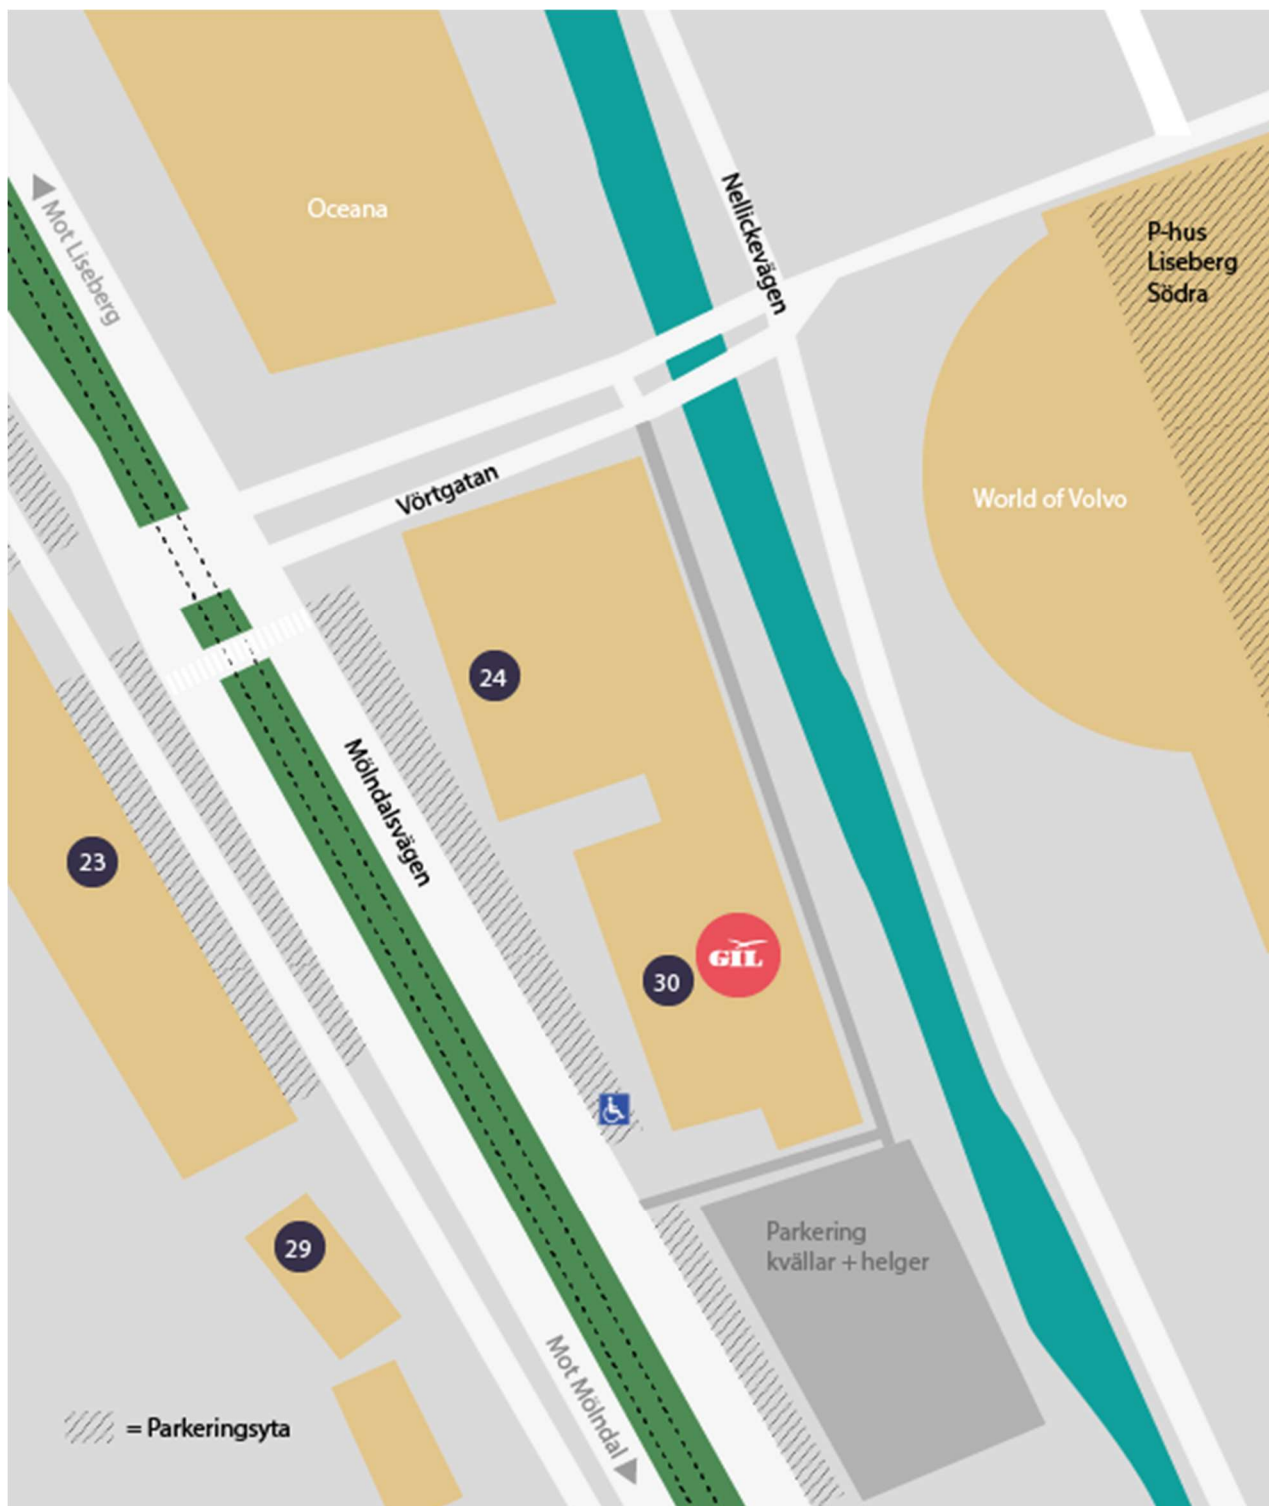 Oceana
Mot Liseberg
Nellickevägen
P-hus
Liseberg
Södra
Vörtgatan
World of Volvo
24
Mölndalsvägen
23
GIL
30
Parkering
kvällar + helger
29
Mot Mölndal
= Parkeringsyta